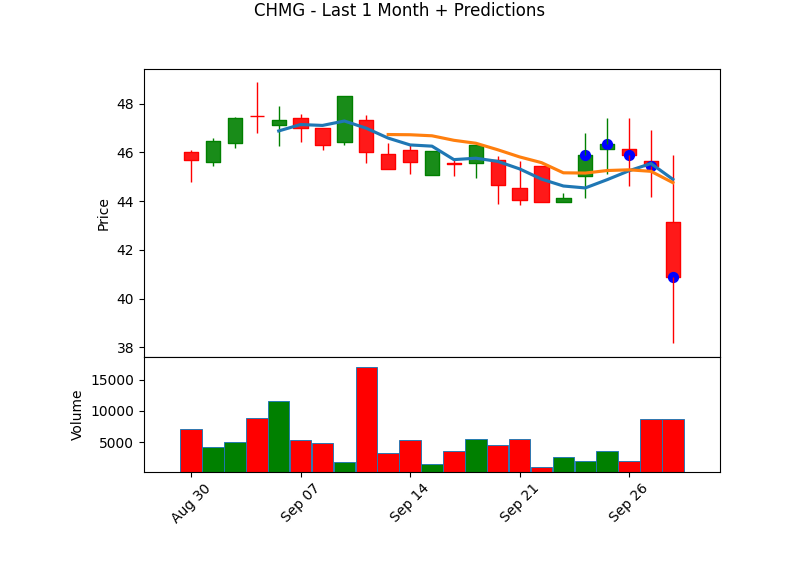 CHMG - Last 1 Month + Predictions
48
46
44
42
40
38
Price
15000
10000
5000
Volume
Aug 30
Sep 07
Sep 14
Sep 21
Sep 26